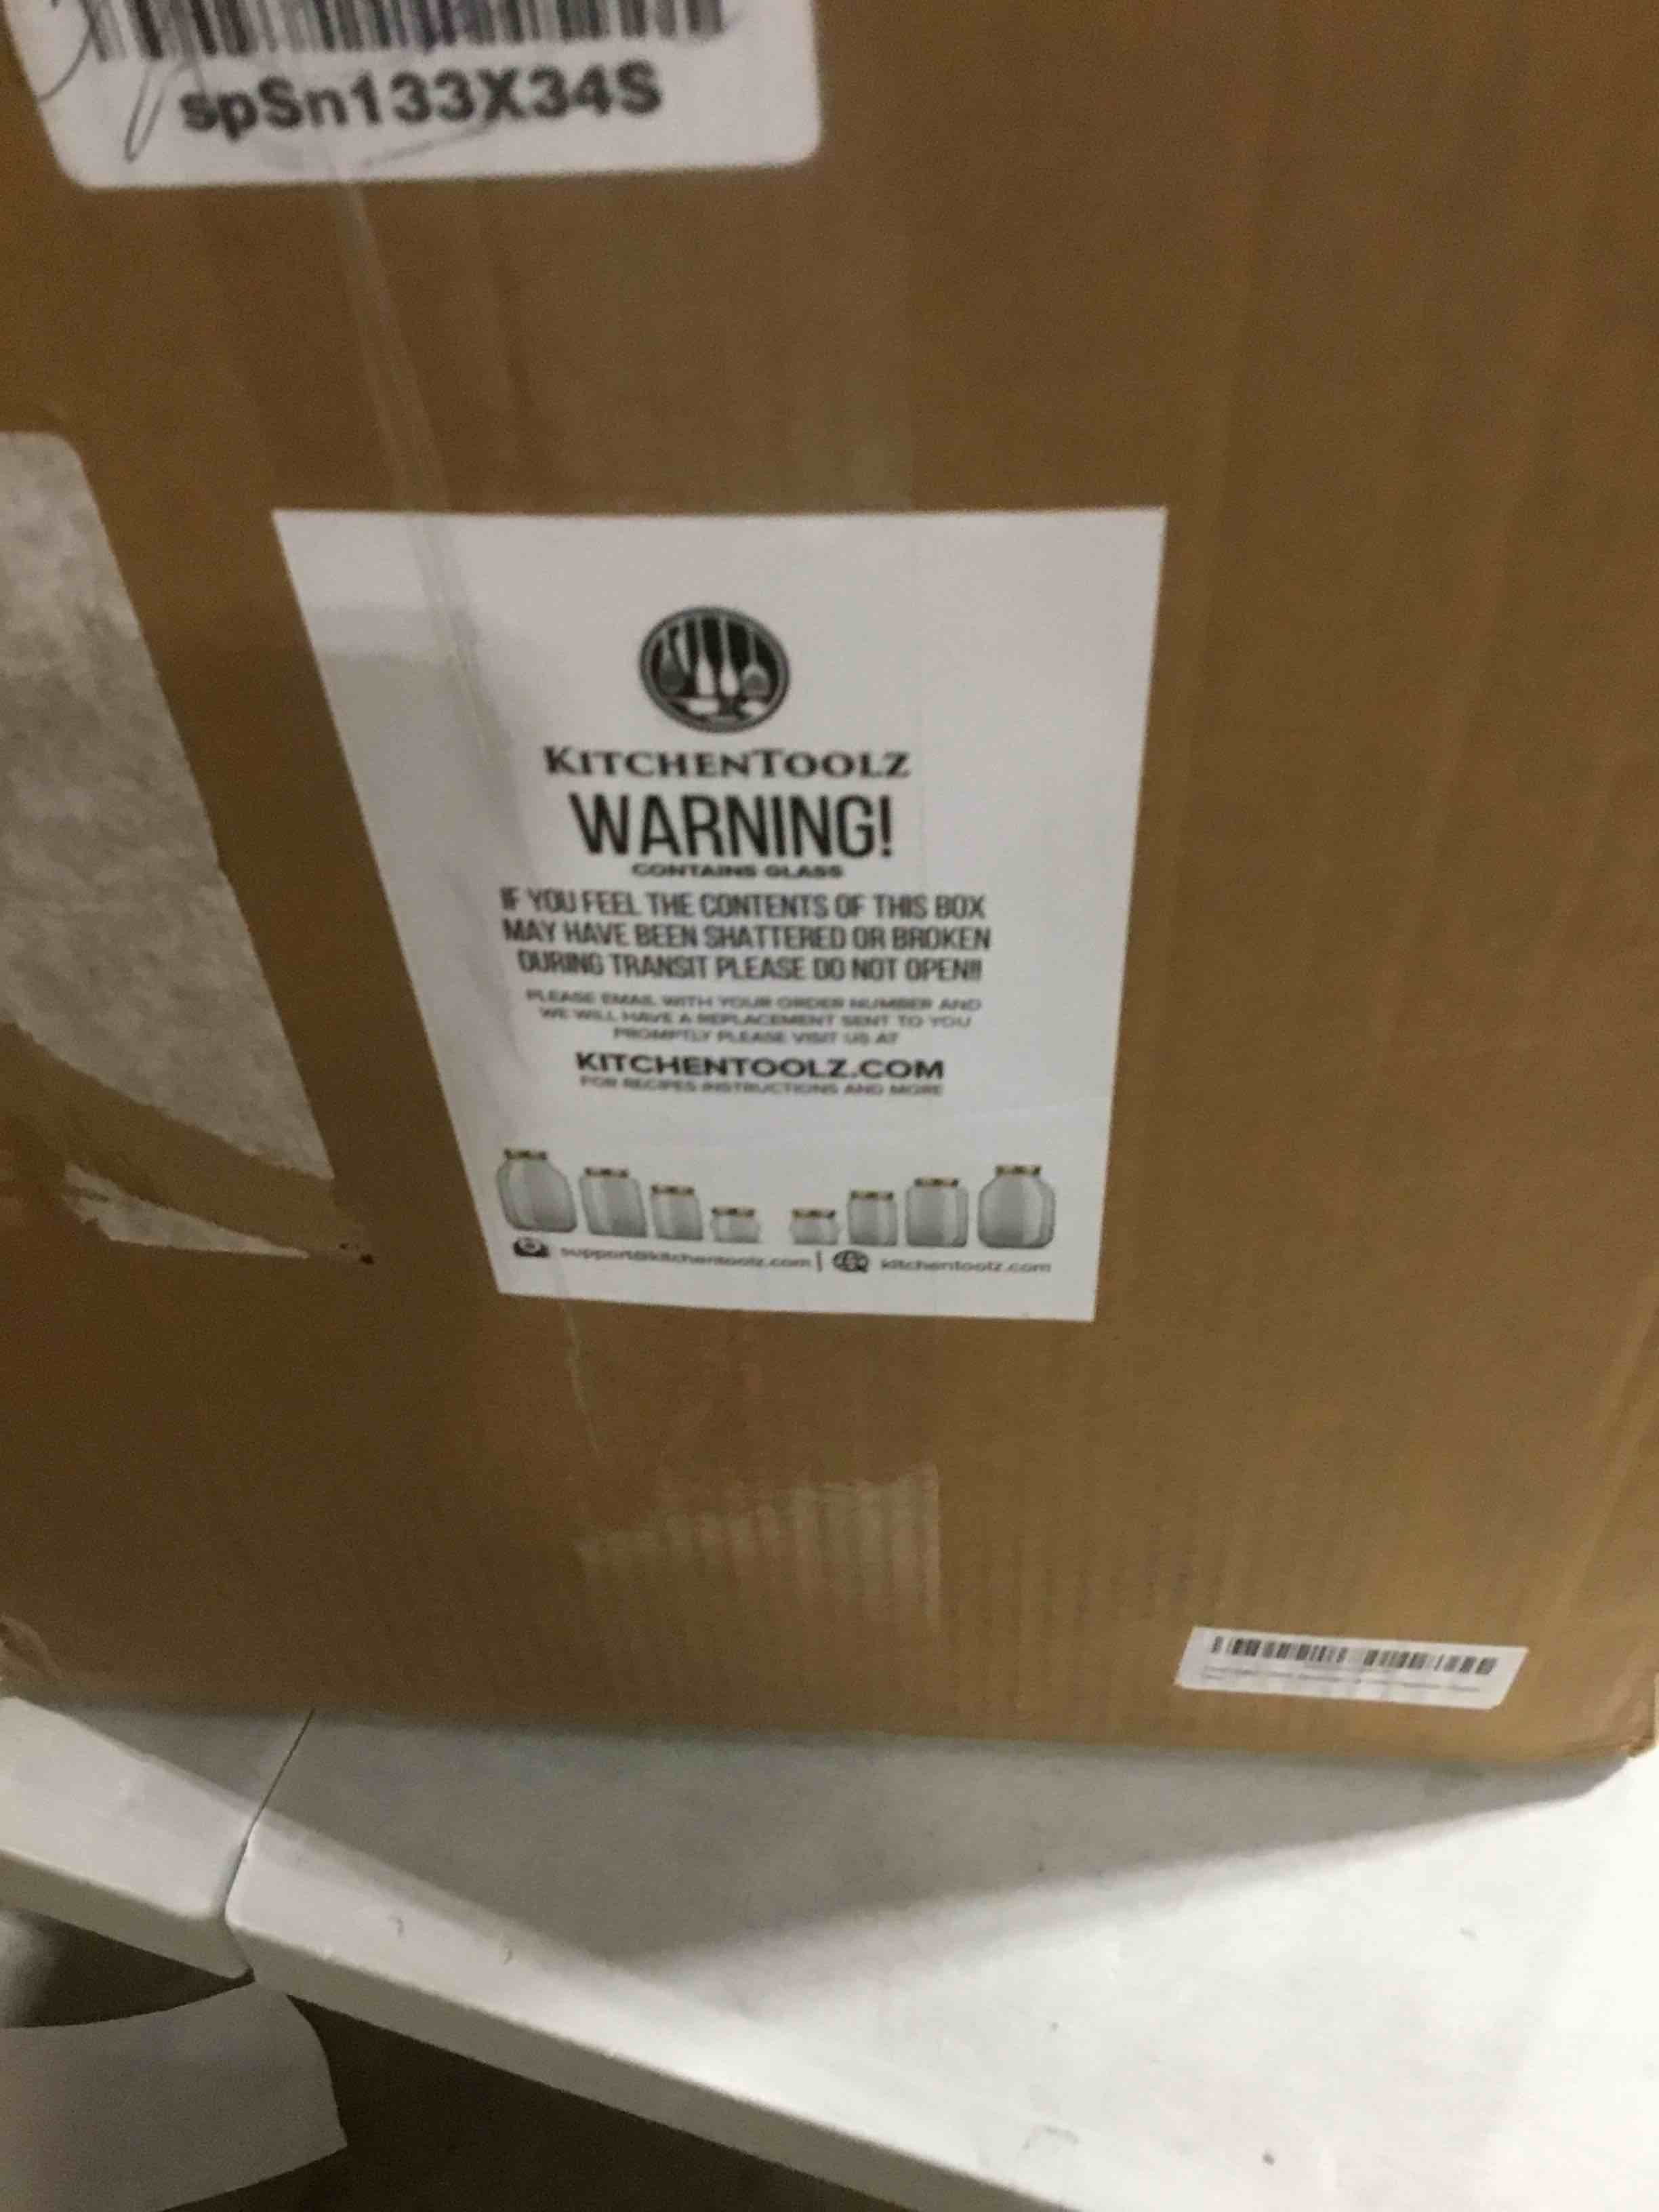 spSn133X34S
KITCHENTOOLZ
WARNING!
CONTAINS GLASS
IF YOU FEEL THE CONTENTS OF THIS BOX
MAY HAVE BEEN SHATTERED OR BROKEN
DURING TRANSIT PLEASE DO NOT OPEN!!
PLEASE EMAIL WITH YOUR ORDER NUMBER AND
WE WILL HAVE A REPLACEMENT SENT TO YOU
PROMPTLY PLEASE VISIT US AT
KITCHENTOOLZ.COM
FOR RECIPES INSTRUCTIONS AND MORE
support@kitchentoolz.com | kitchentoolz.com